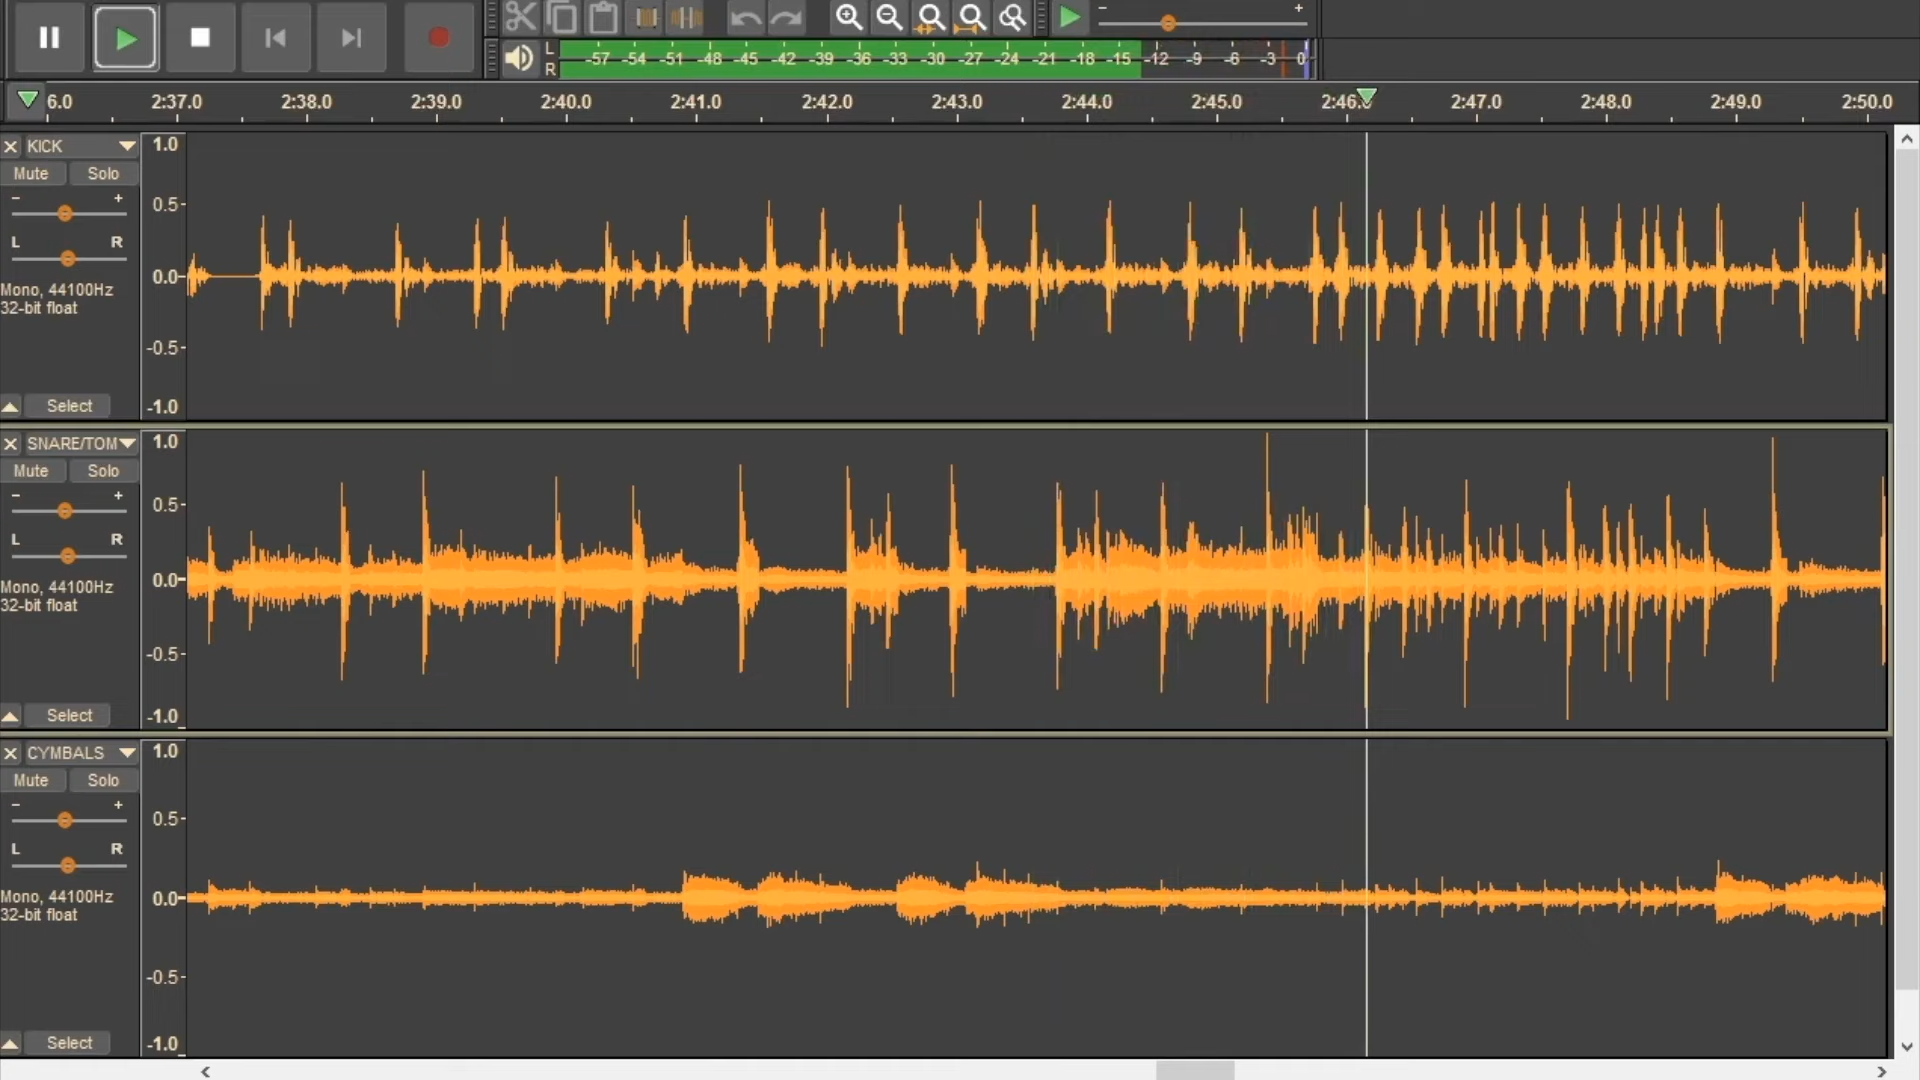 L
R
-57 -54 -51 -48 -45 -42 -39 -36 -33 -30 -27 -24 -21 -18 -15 -12 -9 -6 -3 0
- +
6.0 2:37.0 2:38.0 2:39.0 2:40.0 2:41.0 2:42.0 2:43.0 2:44.0 2:45.0 2:46.0 2:47.0 2:48.0 2:49.0 2:50.0
KICK
Mute Solo
- +
L R
Mono, 44100Hz
32-bit float
Select
1.0
0.5-
0.0-
-0.5-
-1.0
SNARE/TOM
Mute Solo
- +
L R
Mono, 44100Hz
32-bit float
Select
1.0
0.5-
0.0-
-0.5-
-1.0
CYMBALS
Mute Solo
- +
L R
Mono, 44100Hz
32-bit float
Select
1.0
0.5-
0.0-
-0.5-
-1.0